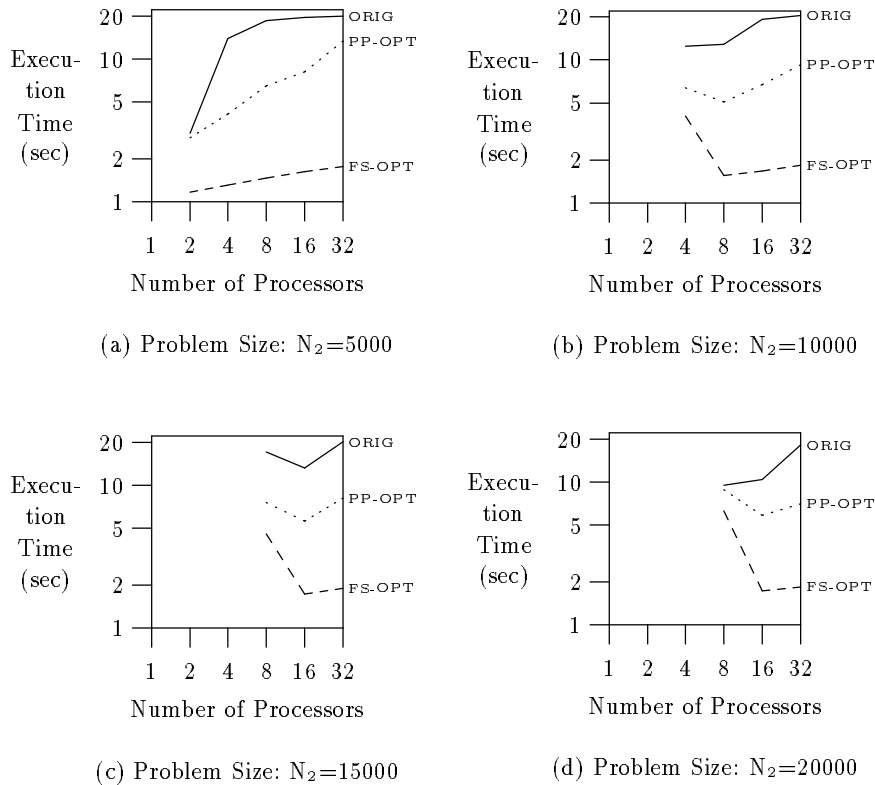 20
10
5
2
1
Execu-
tion
Time
(sec)
ORIG
PP-OPT
FS-OPT
1 2 4 8 16 32
Number of Processors
(a) Problem Size: N₂=5000
20
10
5
2
1
Execu-
tion
Time
(sec)
ORIG
PP-OPT
FS-OPT
1 2 4 8 16 32
Number of Processors
(b) Problem Size: N₂=10000
20
10
5
2
1
Execu-
tion
Time
(sec)
ORIG
PP-OPT
FS-OPT
1 2 4 8 16 32
Number of Processors
(c) Problem Size: N₂=15000
20
10
5
2
1
Execu-
tion
Time
(sec)
ORIG
PP-OPT
FS-OPT
1 2 4 8 16 32
Number of Processors
(d) Problem Size: N₂=20000